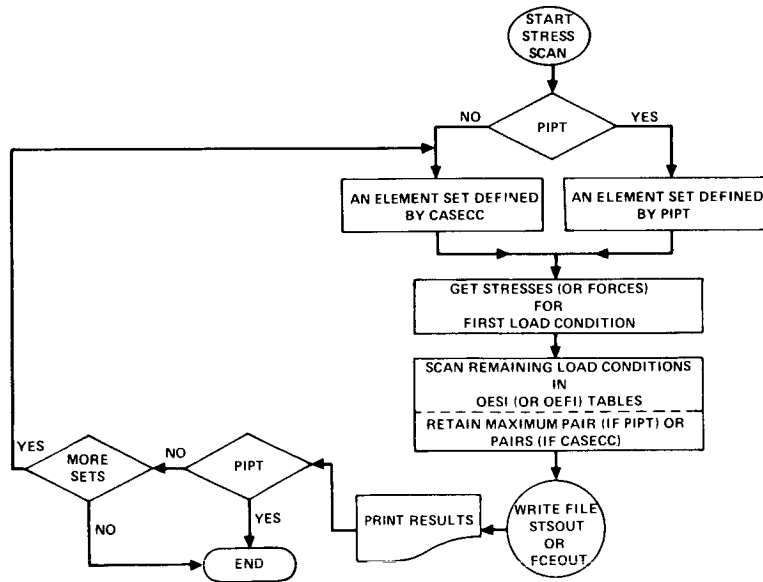 START
STRESS
SCAN
NO
PIPT
YES
AN ELEMENT SET DEFINED
BY CASECC
AN ELEMENT SET DEFINED
BY PIPT
GET STRESSES (OR FORCES)
FOR
FIRST LOAD CONDITION
SCAN REMAINING LOAD CONDITIONS
IN
OESI (OR OEFI) TABLES
RETAIN MAXIMUM PAIR (IF PIPT) OR
PAIRS (IF CASECC)
WRITE FILE
STSOUT
OR
FCEOUT
PRINT RESULTS
PIPT
NO
YES
MORE
SETS
YES
NO
END